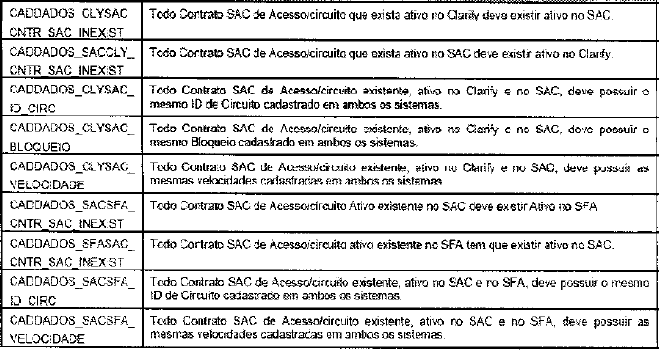 CADDADOS_CLYSAC_
CNTR_SAC_INEXIST
Todo Contrato SAC de Acesso/circuito que exista ativo no Clarify deve existir ativo no SAC.
CADDADOS_SACCLY_
CNTR_SAC_INEXIST
Todo Contrato SAC de Acesso/circuito que exista ativo no SAC deve existir ativo no Clarify.
CADDADOS_CLYSAC_
ID_CIRC
Todo Contrato SAC de Acesso/circuito existente, ativo no Clarify e no SAC, deve possuir o
mesmo ID de Circuito cadastrado em ambos os sistemas.
CADDADOS_CLYSAC_
BLOQUEIO
Todo Contrato SAC de Acesso/circuito existente, ativo no Clarify e no SAC, deve possuir o
mesmo Bloqueio cadastrado em ambos os sistemas.
CADDADOS_CLYSAC_
VELOCIDADE
Todo Contrato SAC de Acesso/circuito existente, ativo no Clarify e no SAC, deve possuir as
mesmas velocidades cadastradas em ambos os sistemas
CADDADOS_SACSFA_
CNTR_SAC_INEXIST
Todo Contrato SAC de Acesso/circuito Ativo existente no SAC deve existir Ativo no SFA
CADDADOS_SFASAC_
CNTR_SAC_INEXIST
Todo Contrato SAC de Acesso/circuito ativo existente no SFA tem que existir ativo no SAC.
CADDADOS_SACSFA_
ID_CIRC
Todo Contrato SAC de Acesso/circuito existente, ativo no SAC e no SFA, deve possuir o mesmo
ID de Circuito cadastrado em ambos os sistemas.
CADDADOS_SACSFA_
VELOCIDADE
Todo Contrato SAC de Acesso/circuito existente, ativo no SAC e no SFA, deve possuir as
mesmas velocidades cadastradas em ambos os sistemas.